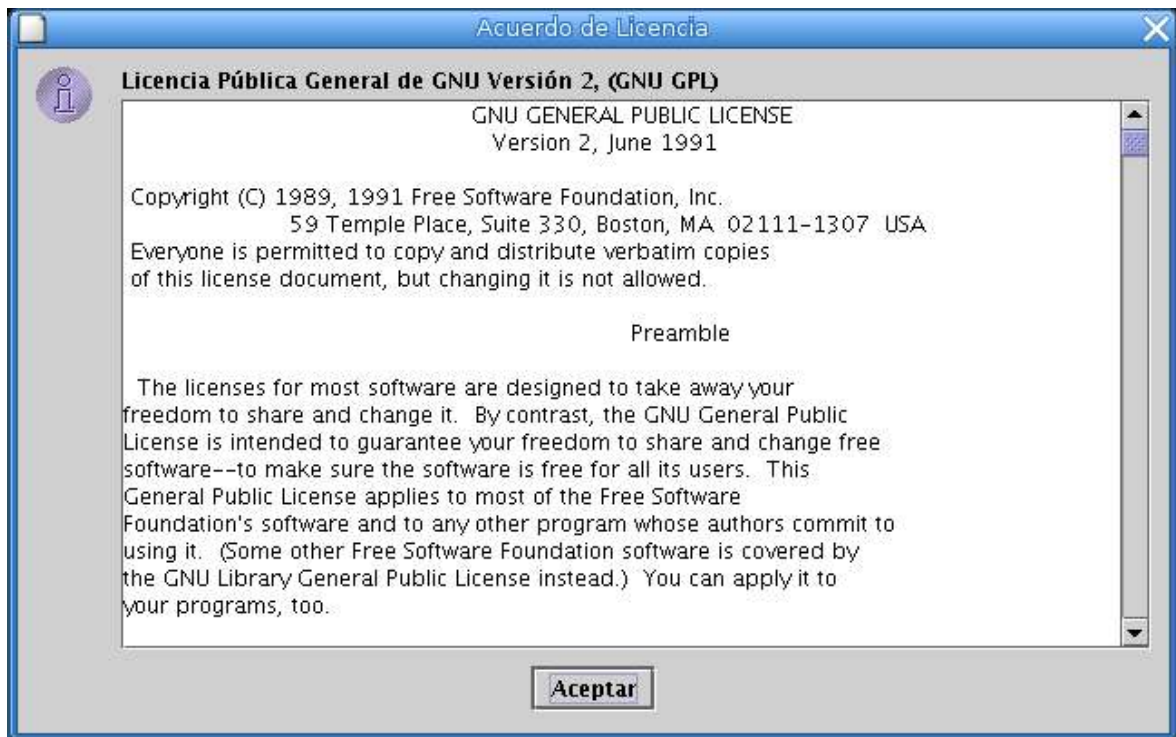 Acuerdo de Licencia
Licencia Pública General de GNU Versión 2, (GNU GPL)
GNU GENERAL PUBLIC LICENSE
Version 2, June 1991
Copyright (C) 1989, 1991 Free Software Foundation, Inc.
59 Temple Place, Suite 330, Boston, MA 02111-1307 USA
Everyone is permitted to copy and distribute verbatim copies
of this license document, but changing it is not allowed.
Preamble
The licenses for most software are designed to take away your
freedom to share and change it. By contrast, the GNU General Public
License is intended to guarantee your freedom to share and change free
software--to make sure the software is free for all its users. This
General Public License applies to most of the Free Software
Foundation's software and to any other program whose authors commit to
using it. (Some other Free Software Foundation software is covered by
the GNU Library General Public License instead.) You can apply it to
your programs, too.
Aceptar